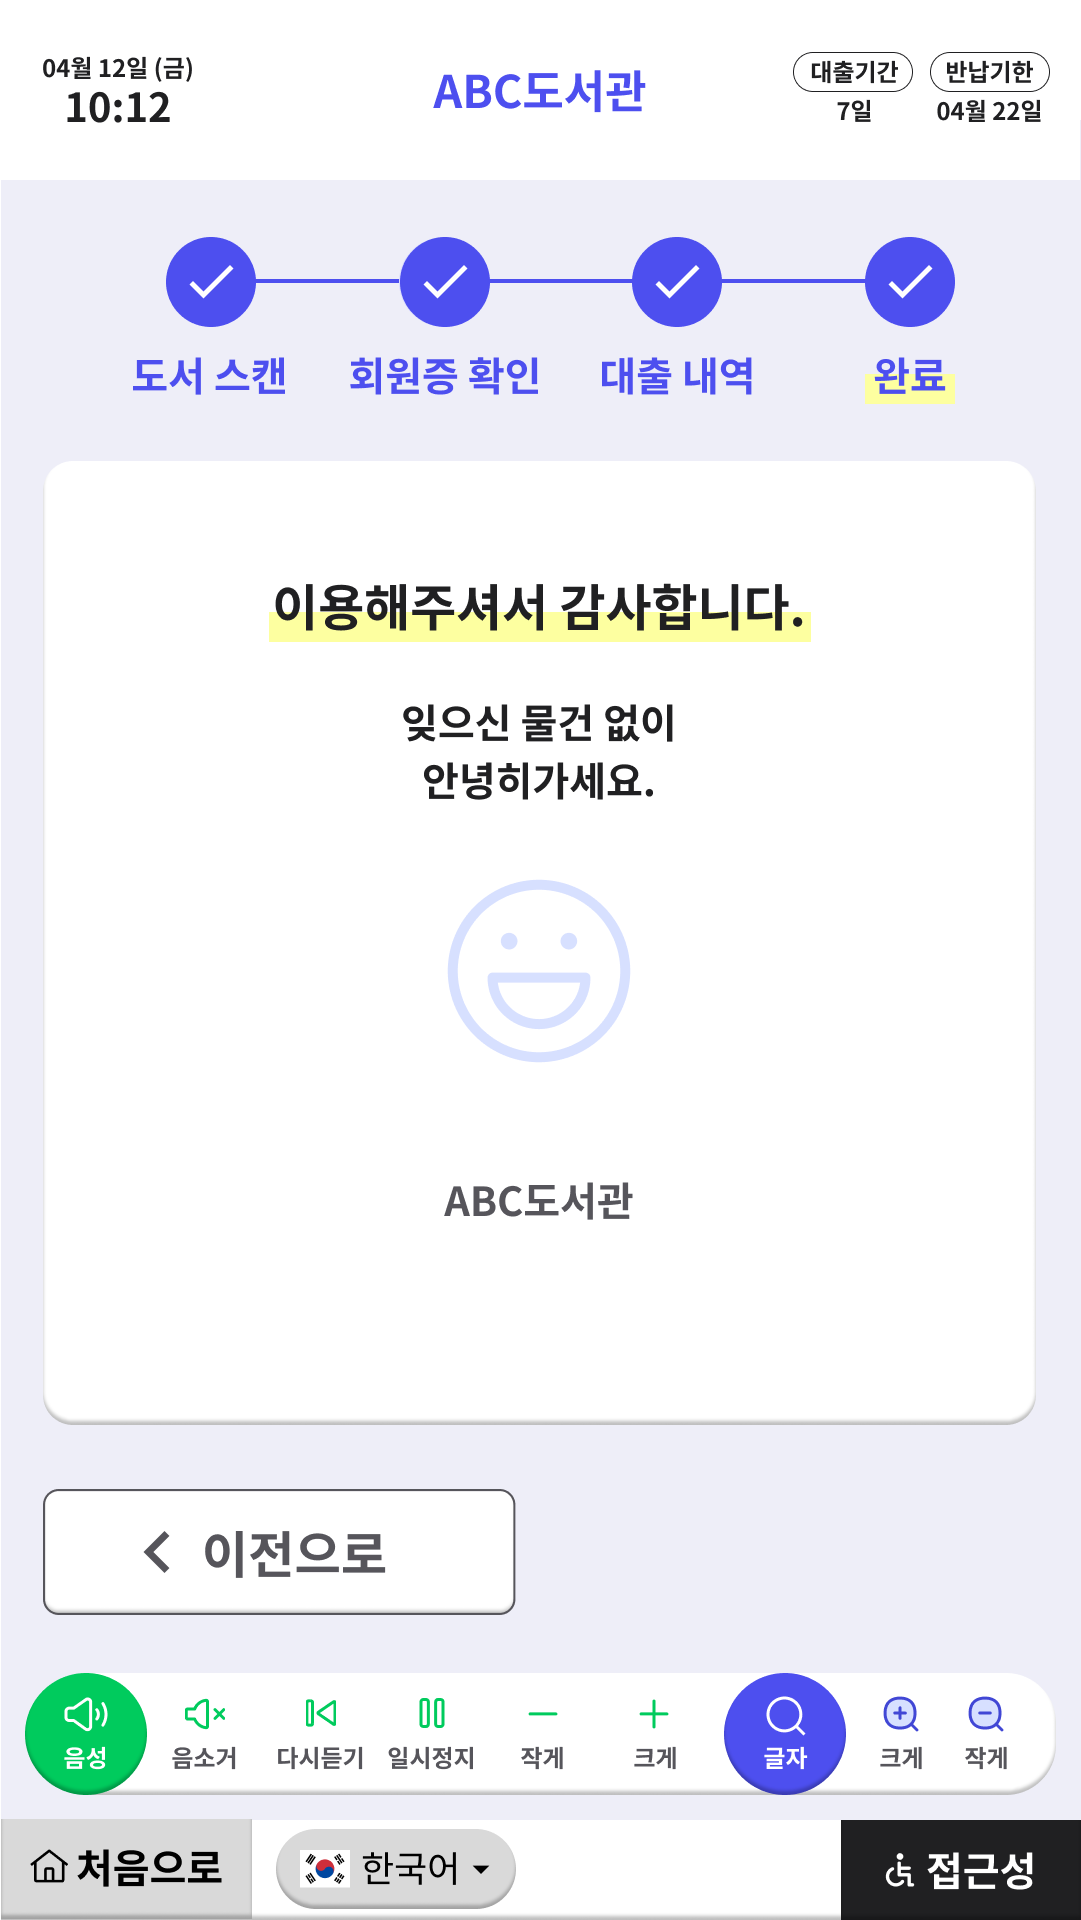 04월 12일 (금)
10:12
ABC도서관
대출기간
7일
반납기한
04월 22일
도서 스캔
회원증 확인
대출 내역
완료
이용해주셔서 감사합니다.
잊으신 물건 없이
안녕히가세요.
ABC도서관
이전으로
음성
음소거
다시듣기
일시정지
작게
크게
글자
크게
작게
처음으로
한국어
접근성